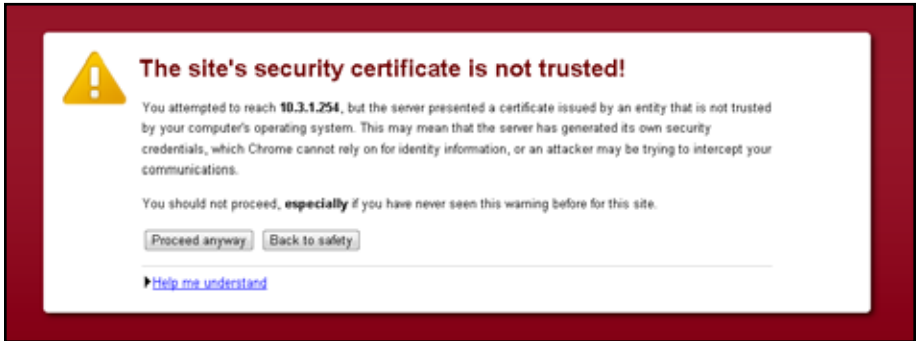 The site's security certificate is not trusted!
You attempted to reach 10.3.1.254, but the server presented a certificate issued by an entity that is not trusted
by your computer's operating system. This may mean that the server has generated its own security
credentials, which Chrome cannot rely on for identity information, or an attacker may be trying to intercept your
communications.
You should not proceed, especially if you have never seen this warning before for this site.
Proceed anyway Back to safety
Help me understand